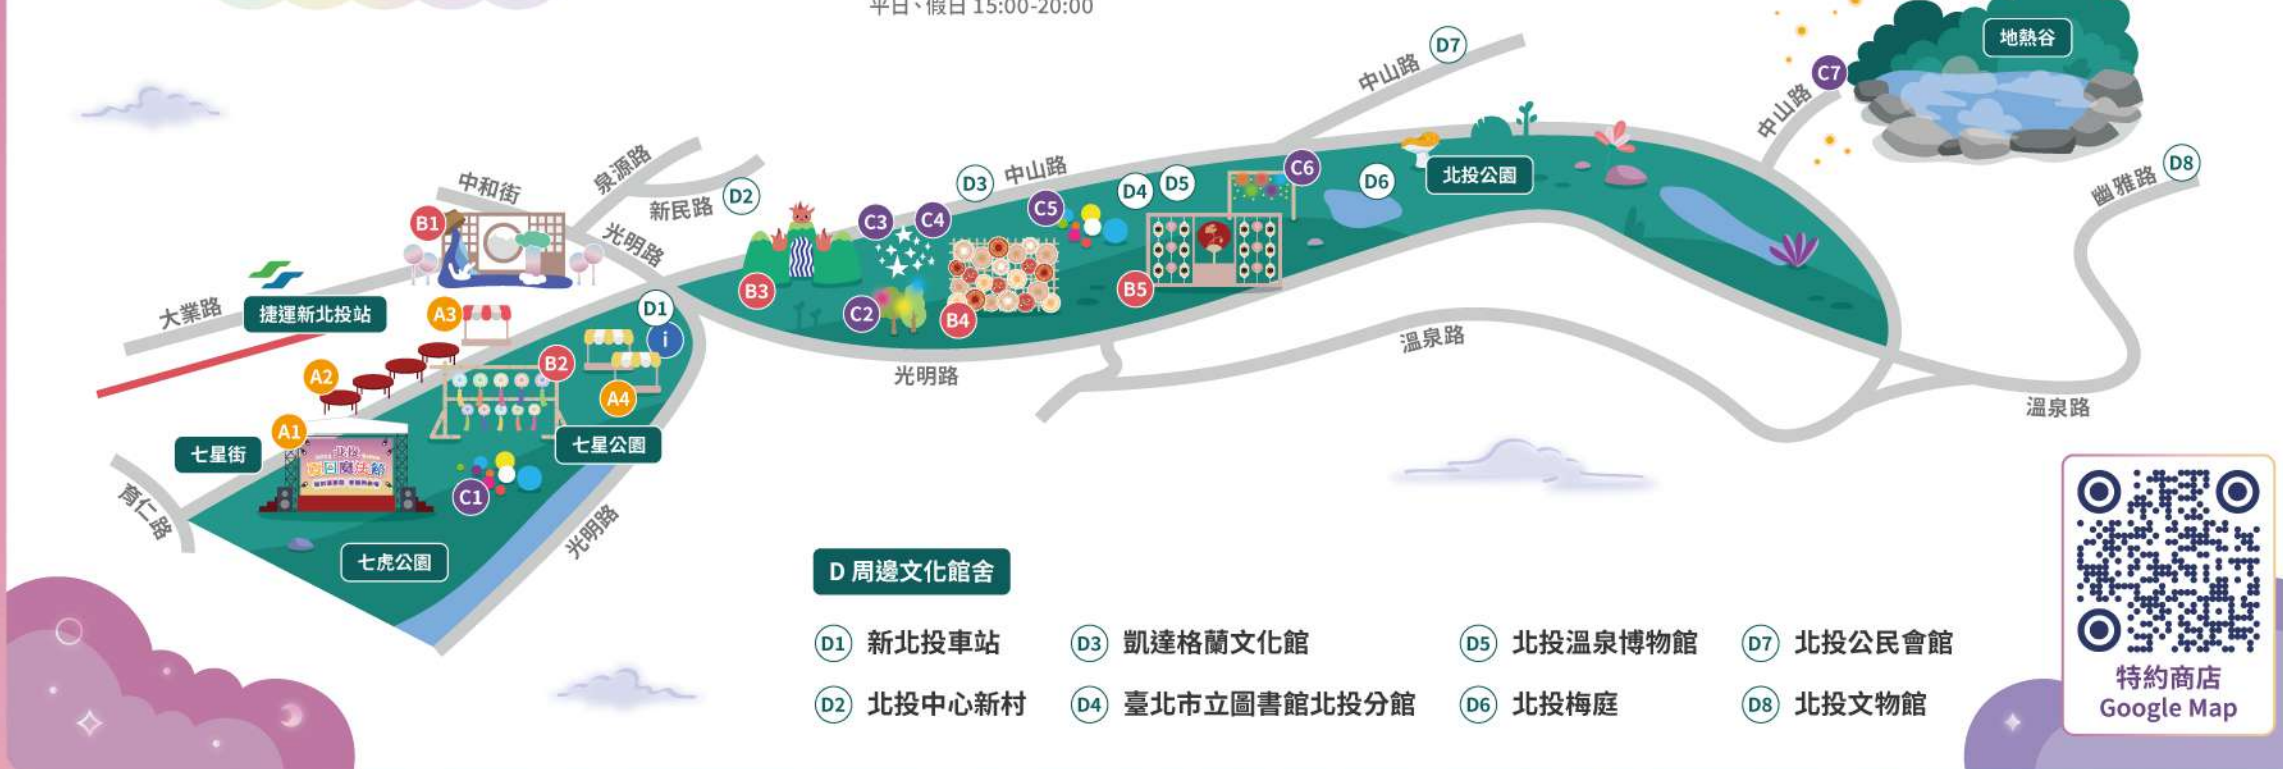 平日、假日 15:00-20:00
D7
地熱谷
中山路
C7
中山路
泉源路
中和街
D2
新民路
D3
中山路
C6
D4
D5
D6
北投公園
D8
幽雅路
B1
光明路
C3
C4
C5
大業路
捷運新北投站
A3
D1
i
B3
C2
B4
B5
溫泉路
光明路
A2
B2
A4
A1
七星街
七星公園
北投
夏日魔法節
C1
育仁路
光明路
七虎公園
溫泉路
D 周邊文化館舍
D1 新北投車站
D3 凱達格蘭文化館
D5 北投溫泉博物館
D7 北投公民會館
D2 北投中心新村
D4 臺北市立圖書館北投分館
D6 北投梅庭
D8 北投文物館
特約商店
Google Map